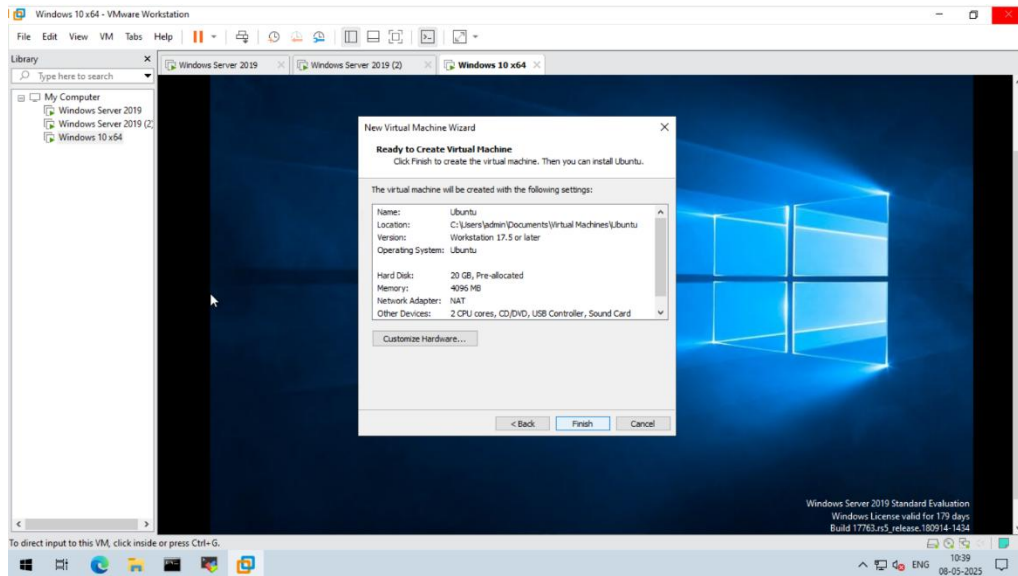 Windows 10 x64 - VMware Workstation
File Edit View VM Tabs Help
Library
Type here to search
My Computer
Windows Server 2019
Windows Server 2019 (2)
Windows 10 x64
Windows Server 2019
Windows Server 2019 (2)
Windows 10 x64
New Virtual Machine Wizard
Ready to Create Virtual Machine
Click Finish to create the virtual machine. Then you can install Ubuntu.
The virtual machine will be created with the following settings:
Name: Ubuntu
Location: C:\Users\admin\Documents\Virtual Machines\Ubuntu
Version: Workstation 17.5 or later
Operating System: Ubuntu
Hard Disk: 20 GB, Pre-allocated
Memory: 4096 MB
Network Adapter: NAT
Other Devices: 2 CPU cores, CD/DVD, USB Controller, Sound Card
Customize Hardware...
< Back Finish Cancel
Windows Server 2019 Standard Evaluation
Windows License valid for 179 days
Build 17763.rs5_release.180914-1434
To direct input to this VM, click inside or press Ctrl+G.
ENG
10:39
08-05-2025